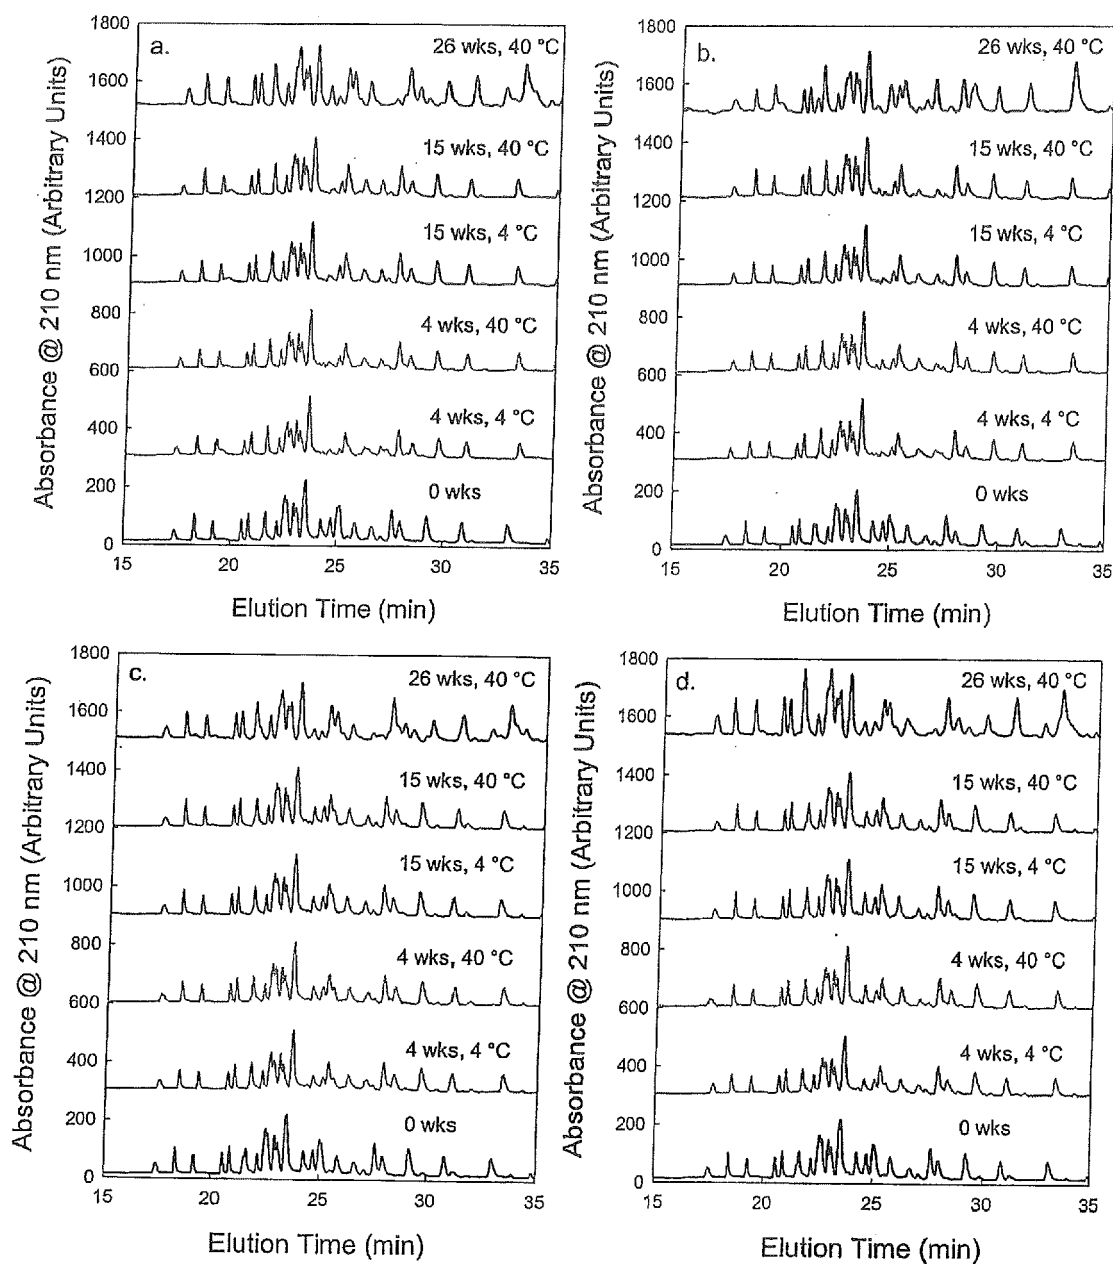 a.
26 wks, 40 °C
15 wks, 40 °C
15 wks, 4 °C
4 wks, 40 °C
4 wks, 4 °C
0 wks
Absorbance @ 210 nm (Arbitrary Units)
1800
1600
1400
1200
1000
800
600
400
200
0
15 20 25 30 35
Elution Time (min)
b.
26 wks, 40 °C
15 wks, 40 °C
15 wks, 4 °C
4 wks, 40 °C
4 wks, 4 °C
0 wks
Absorbance @ 210 nm (Arbitrary Units)
1800
1600
1400
1200
1000
800
600
400
200
0
15 20 25 30 35
Elution Time (min)
c.
26 wks, 40 °C
15 wks, 40 °C
15 wks, 4 °C
4 wks, 40 °C
4 wks, 4 °C
0 wks
Absorbance @ 210 nm (Arbitrary Units)
1800
1600
1400
1200
1000
800
600
400
200
0
15 20 25 30 35
Elution Time (min)
d.
26 wks, 40 °C
15 wks, 40 °C
15 wks, 4 °C
4 wks, 40 °C
4 wks, 4 °C
0 wks
Absorbance @ 210 nm (Arbitrary Units)
1800
1600
1400
1200
1000
800
600
400
200
0
15 20 25 30 35
Elution Time (min)